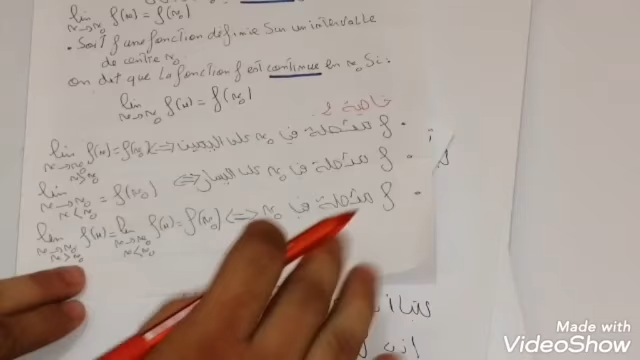 lim f(x) = f(x₀)
x→x₀
• Soit f une fonction définie sur un intervalle
de centre x₀
on dit que la fonction f est continue en x₀ si :
lim f(x) = f(x₀)
x→x₀
خاصية 2:
• f متصلة في x₀ على اليمين ⇔ lim f(x) = f(x₀)
x→x₀
x>x₀
• f متصلة في x₀ على اليسار ⇔ lim = f(x₀)
x→x₀
x<x₀
• f متصلة في x₀ ⇔ lim f(x) = lim f(x) = f(x₀)
x→x₀ x→x₀
x>x₀ x<x₀
Made with
VideoShow